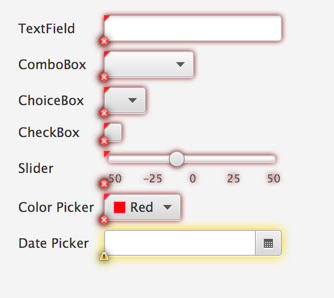 TextField
ComboBox
ChoiceBox
CheckBox
Slider
-50 -25 0 25 50
Color Picker Red
Date Picker